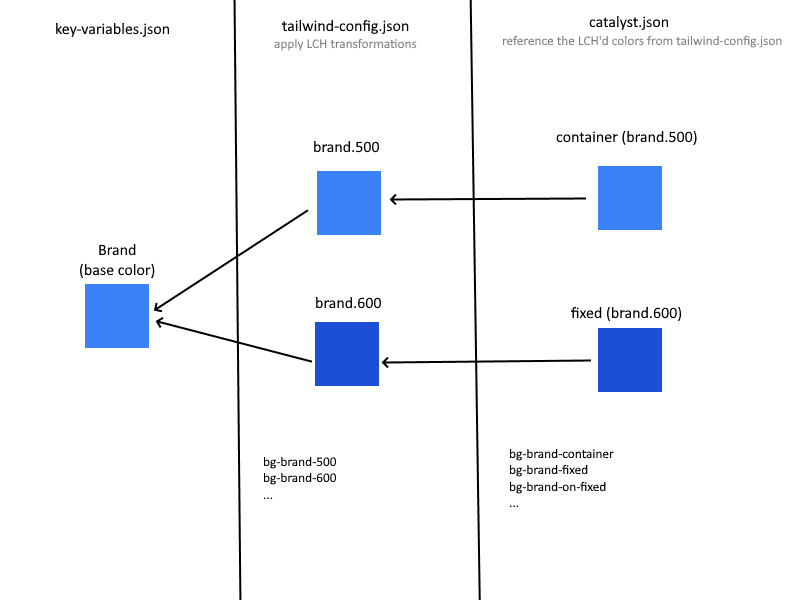 key-variables.json
tailwind-config.json
apply LCH transformations
catalyst.json
reference the LCH'd colors from tailwind-config.json
brand.500
container (brand.500)
Brand
(base color)
brand.600
fixed (brand.600)
bg-brand-500
bg-brand-600
...
bg-brand-container
bg-brand-fixed
bg-brand-on-fixed
...